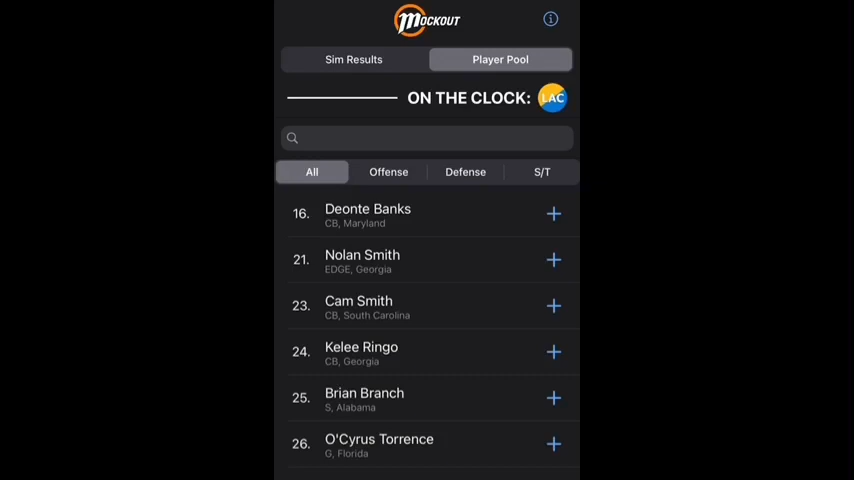 MOCKOUT
Sim Results
Player Pool
ON THE CLOCK: LAC
All
Offense
Defense
S/T
16.
Deonte Banks
CB, Maryland
21.
Nolan Smith
EDGE, Georgia
23.
Cam Smith
CB, South Carolina
24.
Kelee Ringo
CB, Georgia
25.
Brian Branch
S, Alabama
26.
O'Cyrus Torrence
G, Florida